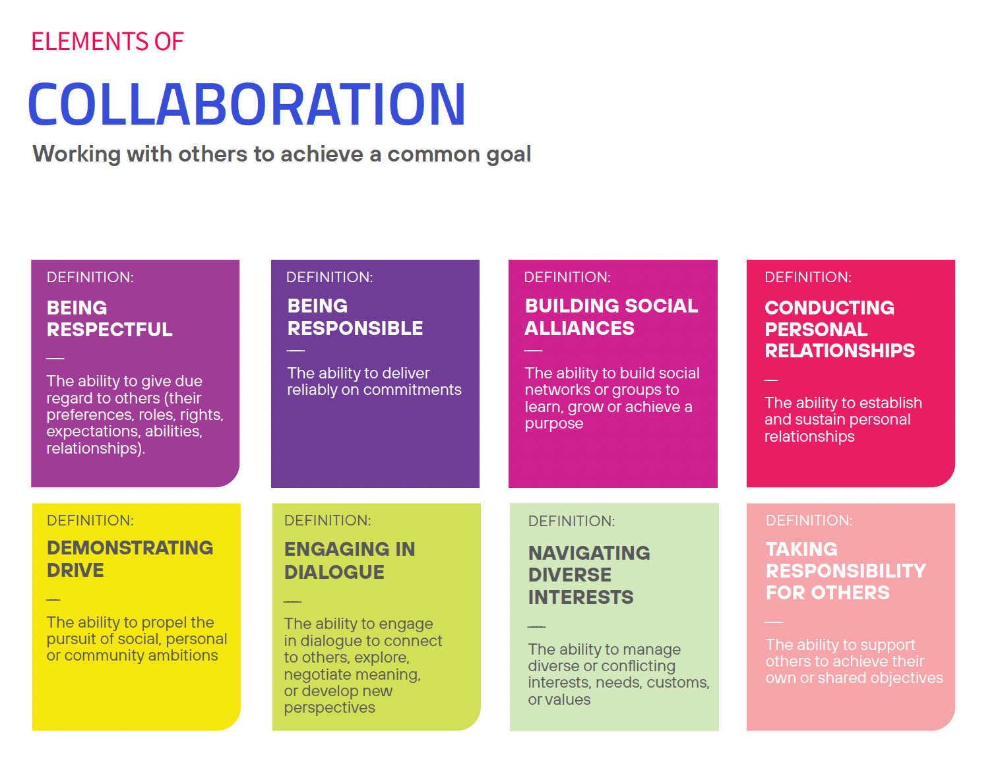 ELEMENTS OF
COLLABORATION
Working with others to achieve a common goal
DEFINITION:
BEING
RESPECTFUL
The ability to give due
regard to others (their
preferences, roles, rights,
expectations, abilities,
relationships).
DEFINITION:
BEING
RESPONSIBLE
The ability to deliver
reliably on commitments
DEFINITION:
BUILDING SOCIAL
ALLIANCES
The ability to build social
networks or groups to
learn, grow or achieve a
purpose
DEFINITION:
CONDUCTING
PERSONAL
RELATIONSHIPS
The ability to establish
and sustain personal
relationships
DEFINITION:
DEMONSTRATING
DRIVE
The ability to propel the
pursuit of social, personal
or community ambitions
DEFINITION:
ENGAGING IN
DIALOGUE
The ability to engage
in dialogue to connect
to others, explore,
negotiate meaning,
or develop new
perspectives
DEFINITION:
NAVIGATING
DIVERSE
INTERESTS
The ability to manage
diverse or conflicting
interests, needs, customs,
or values
DEFINITION:
TAKING
RESPONSIBILITY
FOR OTHERS
The ability to support
others to achieve their
own or shared objectives